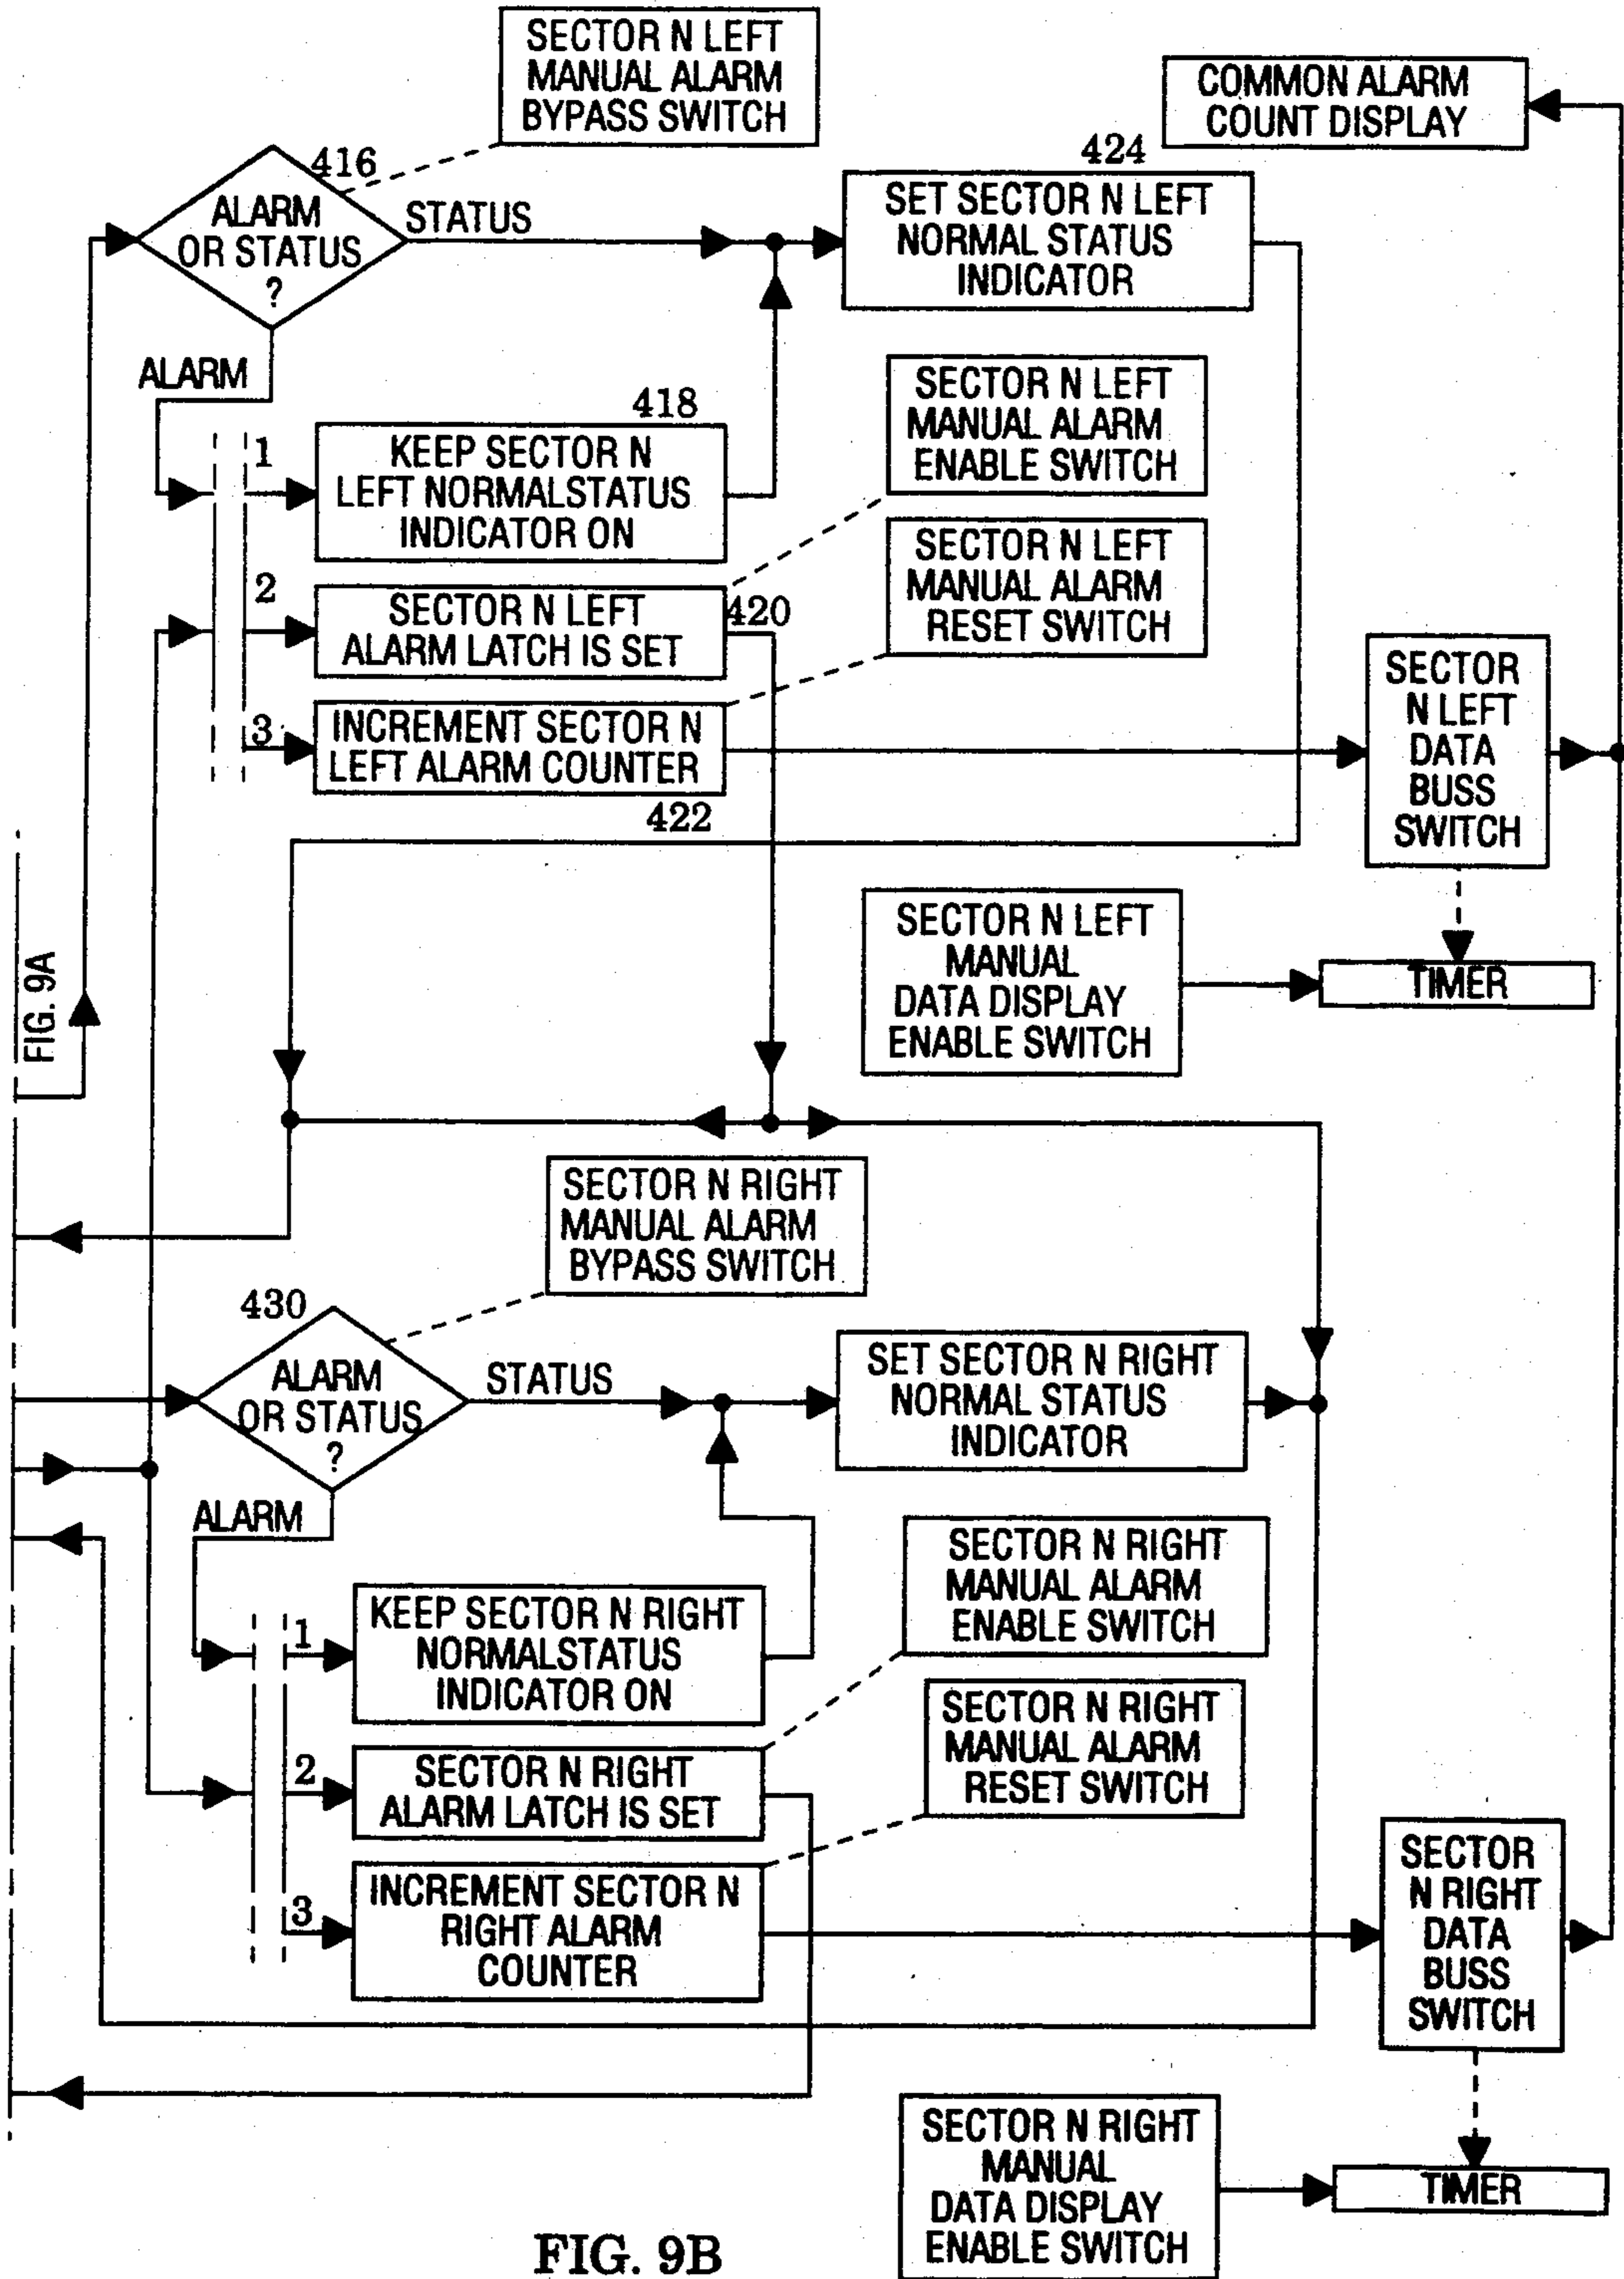 SECTOR N LEFT
MANUAL ALARM
BYPASS SWITCH
COMMON ALARM
COUNT DISPLAY
416
ALARM
OR STATUS
?
STATUS
424
SET SECTOR N LEFT
NORMAL STATUS
INDICATOR
ALARM
418
1
KEEP SECTOR N
LEFT NORMALSTATUS
INDICATOR ON
SECTOR N LEFT
MANUAL ALARM
ENABLE SWITCH
2
SECTOR N LEFT
ALARM LATCH IS SET
420
SECTOR N LEFT
MANUAL ALARM
RESET SWITCH
3
INCREMENT SECTOR N
LEFT ALARM COUNTER
422
SECTOR
N LEFT
DATA
BUSS
SWITCH
SECTOR N LEFT
MANUAL
DATA DISPLAY
ENABLE SWITCH
TIMER
FIG. 9A
SECTOR N RIGHT
MANUAL ALARM
BYPASS SWITCH
430
ALARM
OR STATUS
?
STATUS
SET SECTOR N RIGHT
NORMAL STATUS
INDICATOR
ALARM
1
KEEP SECTOR N RIGHT
NORMALSTATUS
INDICATOR ON
SECTOR N RIGHT
MANUAL ALARM
ENABLE SWITCH
2
SECTOR N RIGHT
ALARM LATCH IS SET
SECTOR N RIGHT
MANUAL ALARM
RESET SWITCH
3
INCREMENT SECTOR N
RIGHT ALARM
COUNTER
SECTOR
N RIGHT
DATA
BUSS
SWITCH
SECTOR N RIGHT
MANUAL
DATA DISPLAY
ENABLE SWITCH
TIMER
FIG. 9B